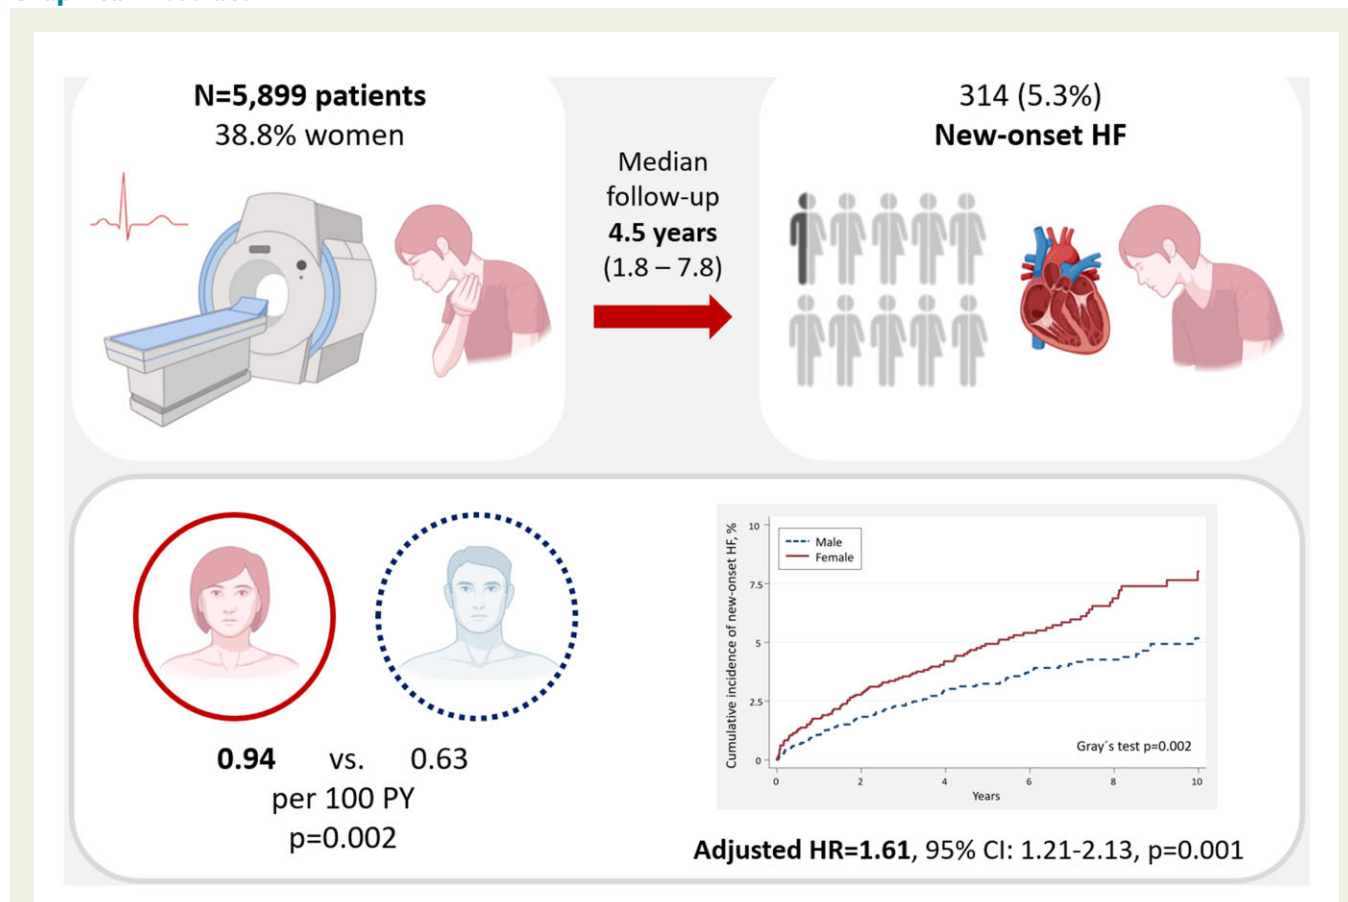 N=5,899 patients
38.8% women
Median
follow-up
4.5 years
(1.8 – 7.8)
314 (5.3%)
New-onset HF
0.94 vs. 0.63
per 100 PY
p=0.002
Cumulative incidence of new-onset HF, %
10
7.5
5
2.5
0
Male
Female
Gray´s test p=0.002
0 2 4 6 8 10
Years
Adjusted HR=1.61, 95% CI: 1.21-2.13, p=0.001